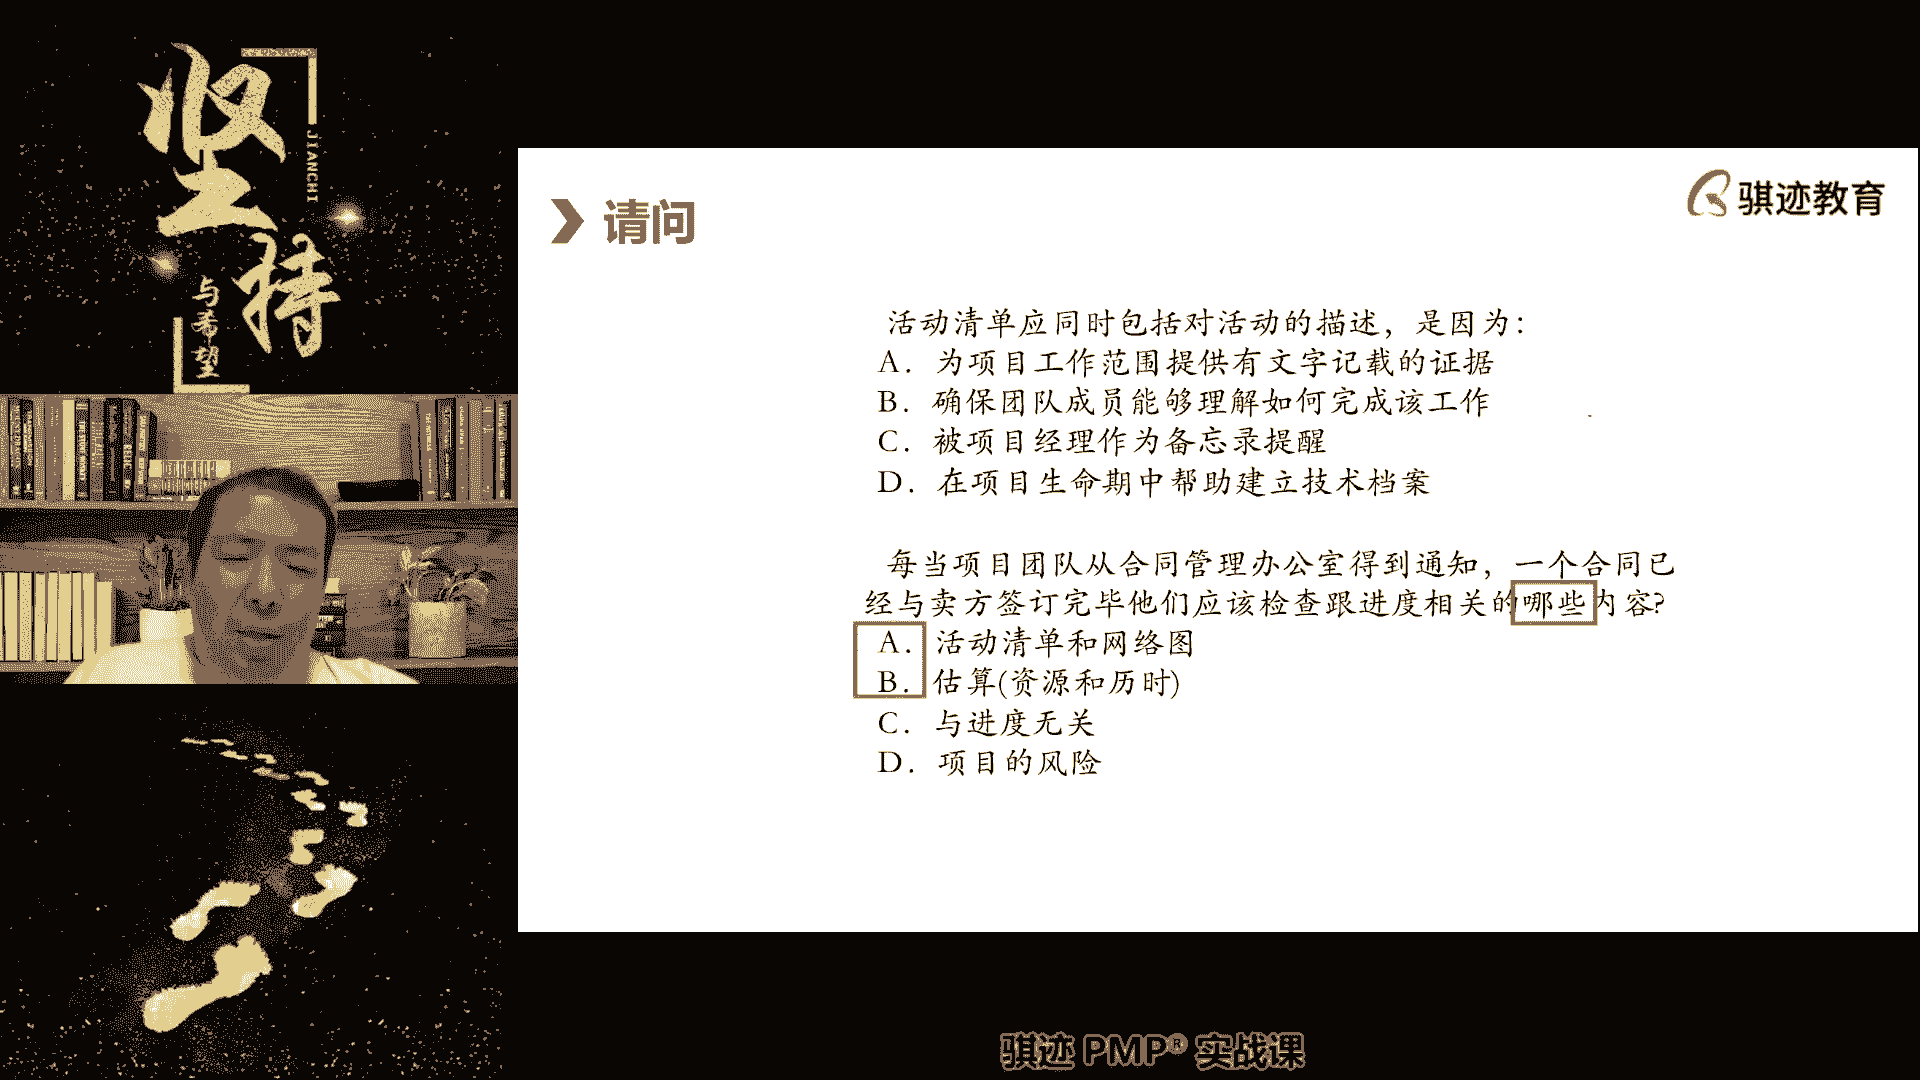 坚持
JIANCHI
与希望
骐迹教育
请问
活动清单应同时包括对活动的描述，是因为：
A. 为项目工作范围提供有文字记载的证据
B. 确保团队成员能够理解如何完成该工作
C. 被项目经理作为备忘录提醒
D. 在项目生命期中帮助建立技术档案
每当项目团队从合同管理办公室得到通知，一个合同已
经与卖方签订完毕他们应该检查跟进度相关的哪些内容?
A. 活动清单和网络图
B. 估算(资源和历时)
C. 与进度无关
D. 项目的风险
骐迹 PMP® 实战课